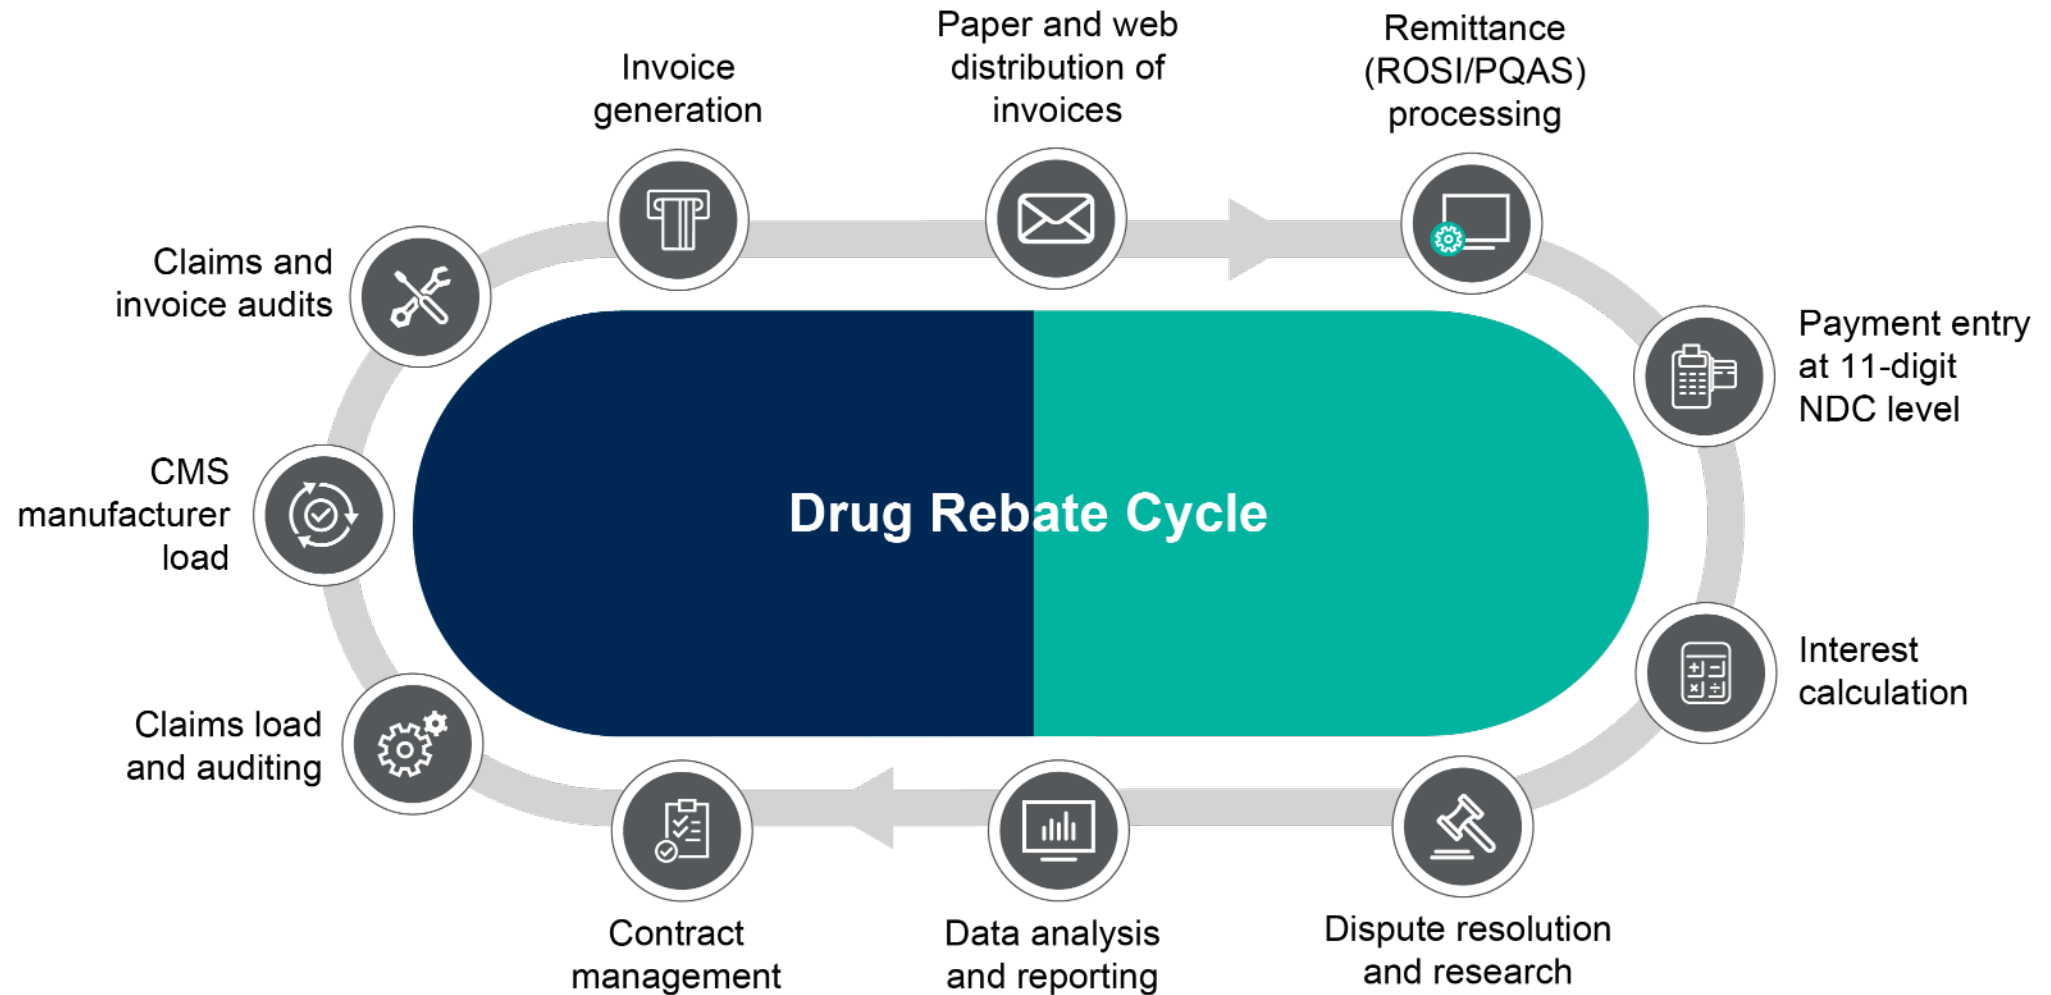 Paper and web
distribution of
invoices
Remittance
(ROSI/PQAS)
processing
Invoice
generation
Claims and
invoice audits
Payment entry
at 11-digit
NDC level
CMS
manufacturer
load
Drug Rebate Cycle
Interest
calculation
Claims load
and auditing
Contract
management
Data analysis
and reporting
Dispute resolution
and research